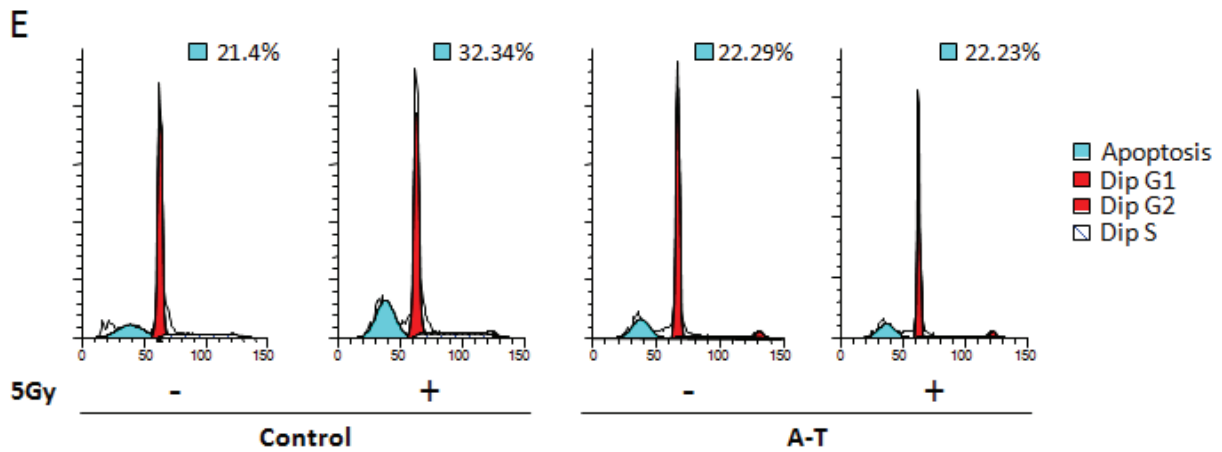 E
21.4%
32.34%
22.29%
22.23%
Apoptosis
Dip G1
Dip G2
Dip S
0 50 100 150
0 50 100 150
0 50 100 150
0 50 100 150
5Gy - + - +
Control A-T